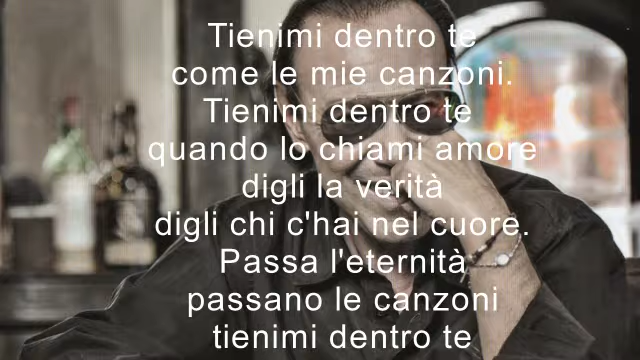 Tienimi dentro te
come le mie canzoni.
Tienimi dentro te
quando lo chiami amore
digli la verità
digli chi c'hai nel cuore.
Passa l'eternità
passano le canzoni
tienimi dentro te